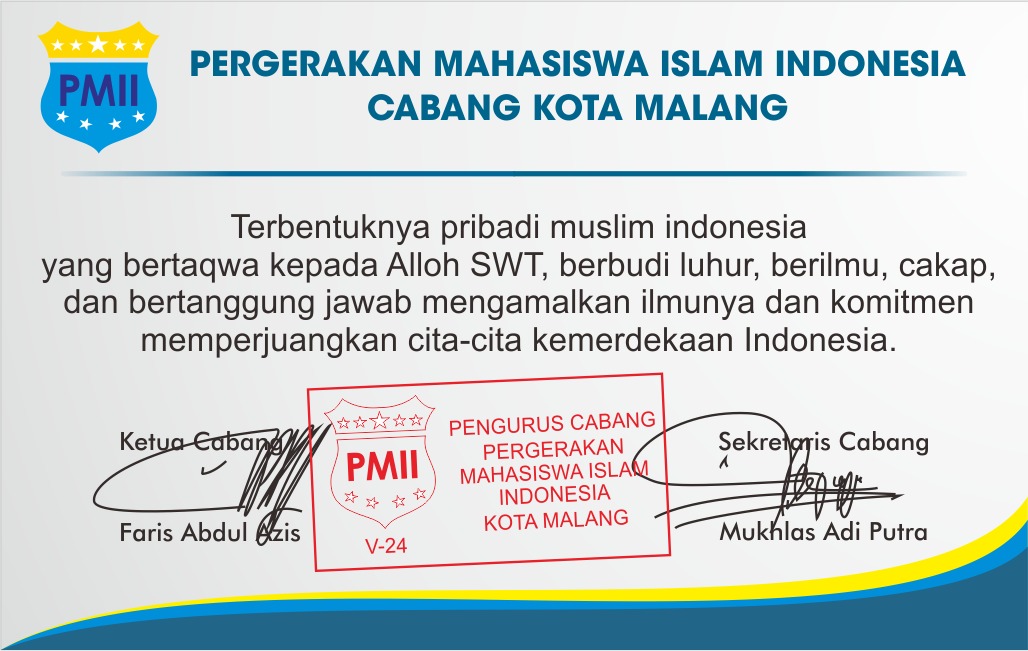 PMII
PERGERAKAN MAHASISWA ISLAM INDONESIA
CABANG KOTA MALANG
Terbentuknya pribadi muslim indonesia
yang bertaqwa kepada Alloh SWT, berbudi luhur, berilmu, cakap,
dan bertanggung jawab mengamalkan ilmunya dan komitmen
memperjuangkan cita-cita kemerdekaan Indonesia.
Ketua Cabang
Faris Abdul Azis
PMII
V-24
PENGURUS CABANG
PERGERAKAN
MAHASISWA ISLAM
INDONESIA
KOTA MALANG
Sekretaris Cabang
Mukhlas Adi Putra